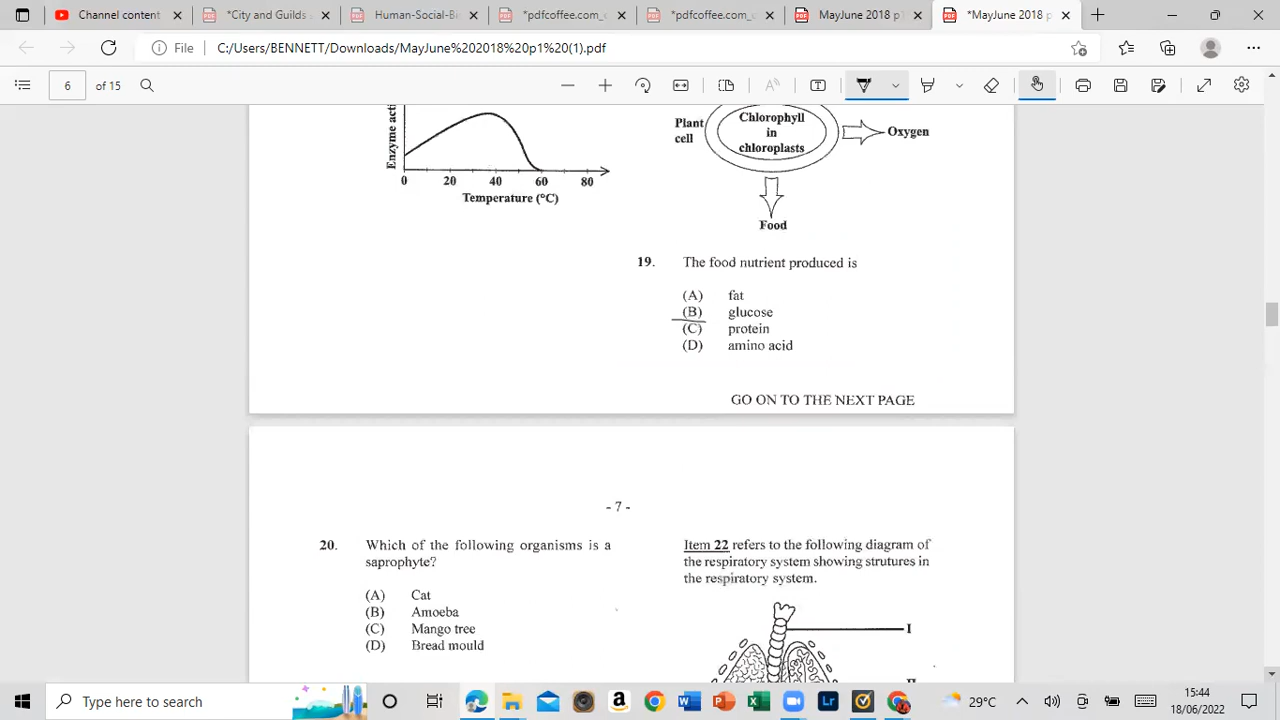 Channel content
*City and Guilds -
Human-Social-Bi
*pdfcoffee.com_c
*pdfcoffee.com_c
MayJune 2018 p1
*MayJune 2018 p
File
C:/Users/BENNETT/Downloads/MayJune%202018%20p1%20(1).pdf
6 of 15
Enzyme acti
0 20 40 60 80
Temperature (°C)
Plant
cell
Chlorophyll
in
chloroplasts
Oxygen
Food
19. The food nutrient produced is
(A) fat
(B) glucose
(C) protein
(D) amino acid
GO ON TO THE NEXT PAGE
- 7 -
20. Which of the following organisms is a
saprophyte?
(A) Cat
(B) Amoeba
(C) Mango tree
(D) Bread mould
Item 22 refers to the following diagram of
the respiratory system showing strutures in
the respiratory system.
I
II
Type here to search
29°C
15:44
18/06/2022